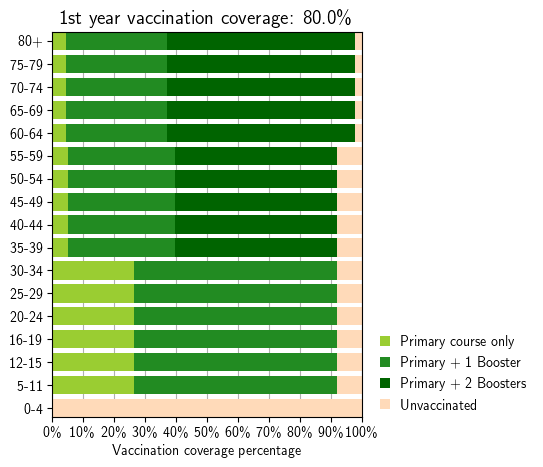 1st year vaccination coverage: 80.0%
80+
75-79
70-74
65-69
60-64
55-59
50-54
45-49
40-44
35-39
30-34
25-29
20-24
16-19
12-15
5-11
0-4
0% 10% 20% 30% 40% 50% 60% 70% 80% 90% 100%
Vaccination coverage percentage
Primary course only
Primary + 1 Booster
Primary + 2 Boosters
Unvaccinated